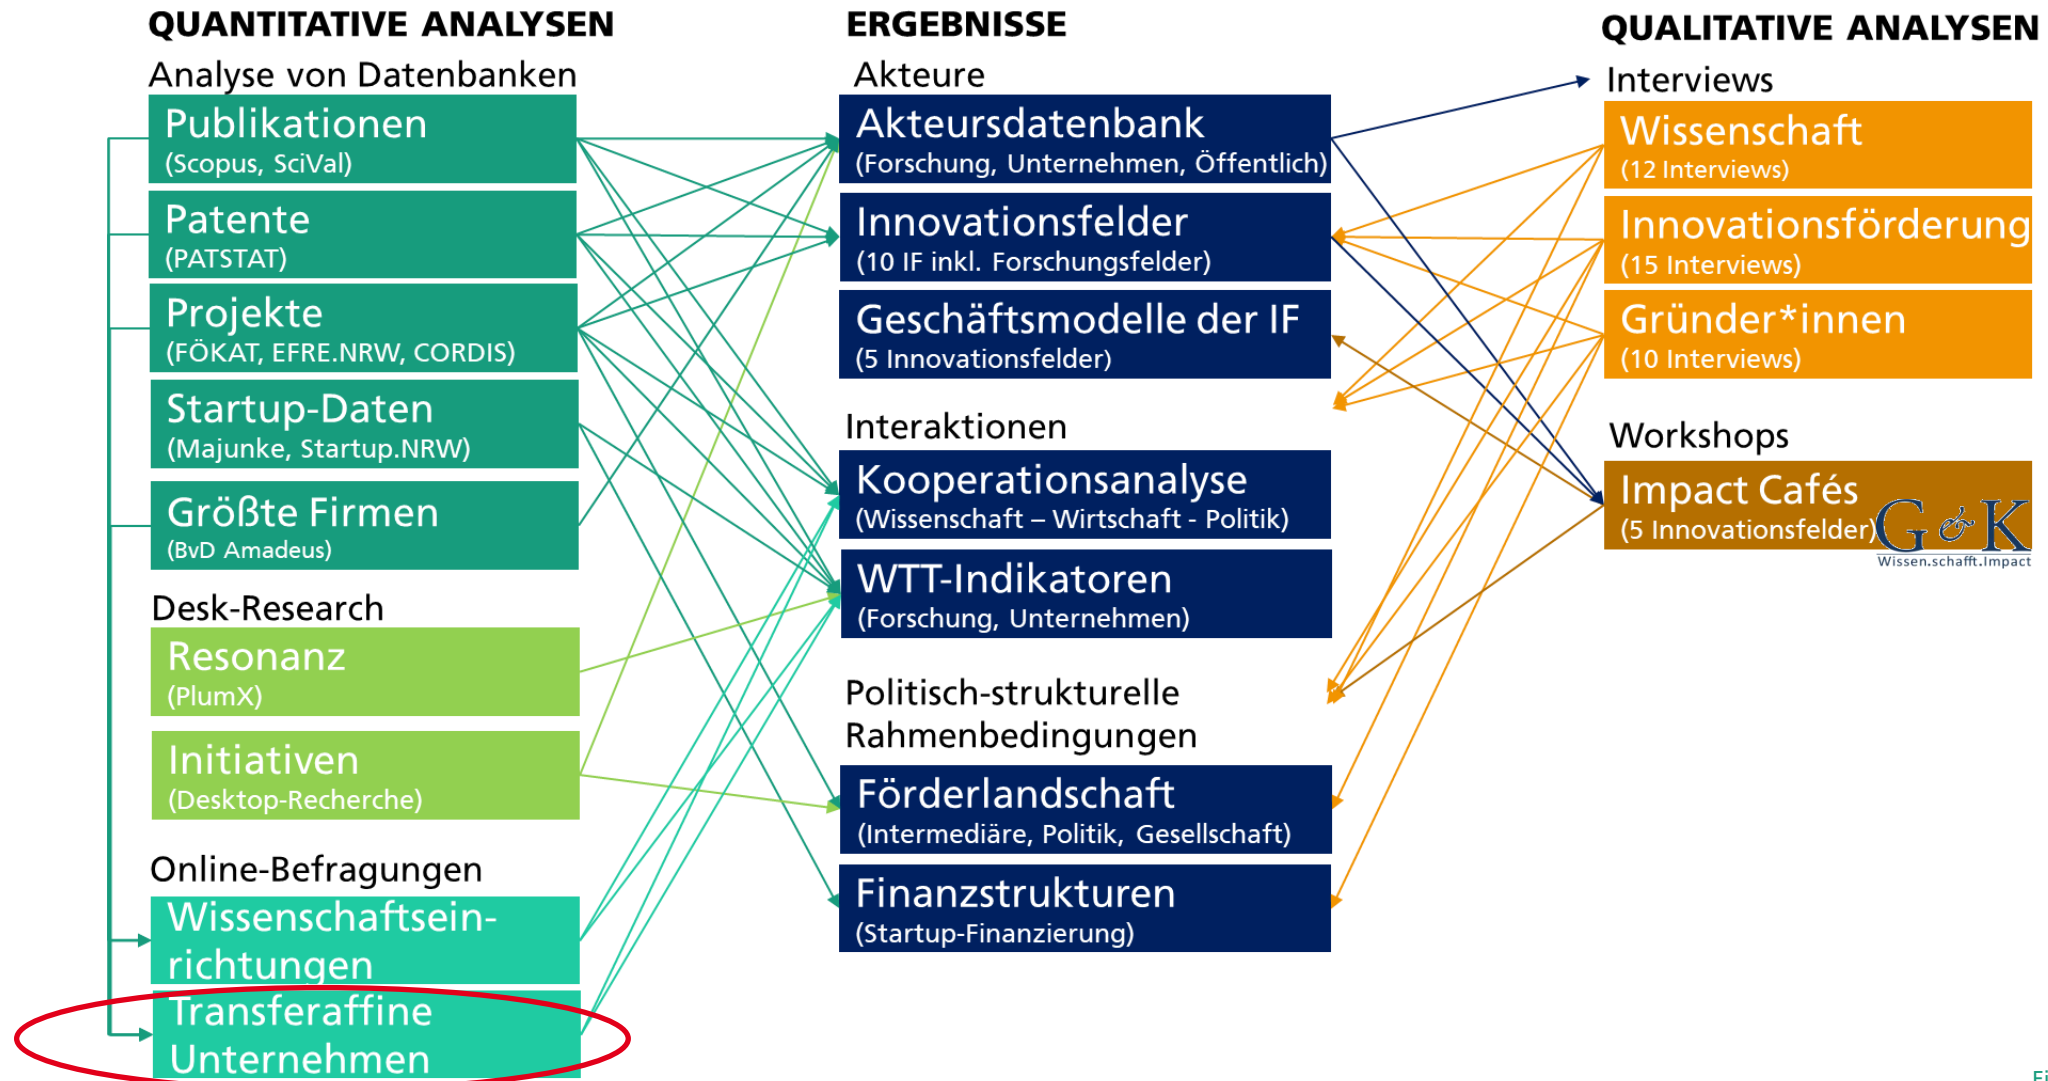 QUANTITATIVE ANALYSEN
Analyse von Datenbanken
Publikationen
(Scopus, SciVal)
Patente
(PATSTAT)
Projekte
(FÖKAT, EFRE.NRW, CORDIS)
Startup-Daten
(Majunke, Startup.NRW)
Größte Firmen
(BvD Amadeus)
Desk-Research
Resonanz
(PlumX)
Initiativen
(Desktop-Recherche)
Online-Befragungen
Wissenschaftsein-
richtungen
Transferaffine
Unternehmen
ERGEBNISSE
Akteure
Akteursdatenbank
(Forschung, Unternehmen, Öffentlich)
Innovationsfelder
(10 IF inkl. Forschungsfelder)
Geschäftsmodelle der IF
(5 Innovationsfelder)
Interaktionen
Kooperationsanalyse
(Wissenschaft – Wirtschaft - Politik)
WTT-Indikatoren
(Forschung, Unternehmen)
Politisch-strukturelle
Rahmenbedingungen
Förderlandschaft
(Intermediäre, Politik, Gesellschaft)
Finanzstrukturen
(Startup-Finanzierung)
QUALITATIVE ANALYSEN
Interviews
Wissenschaft
(12 Interviews)
Innovationsförderung
(15 Interviews)
Gründer*innen
(10 Interviews)
Workshops
Impact Cafés
(5 Innovationsfelder)
G & K
Wissen.schafft.Impact